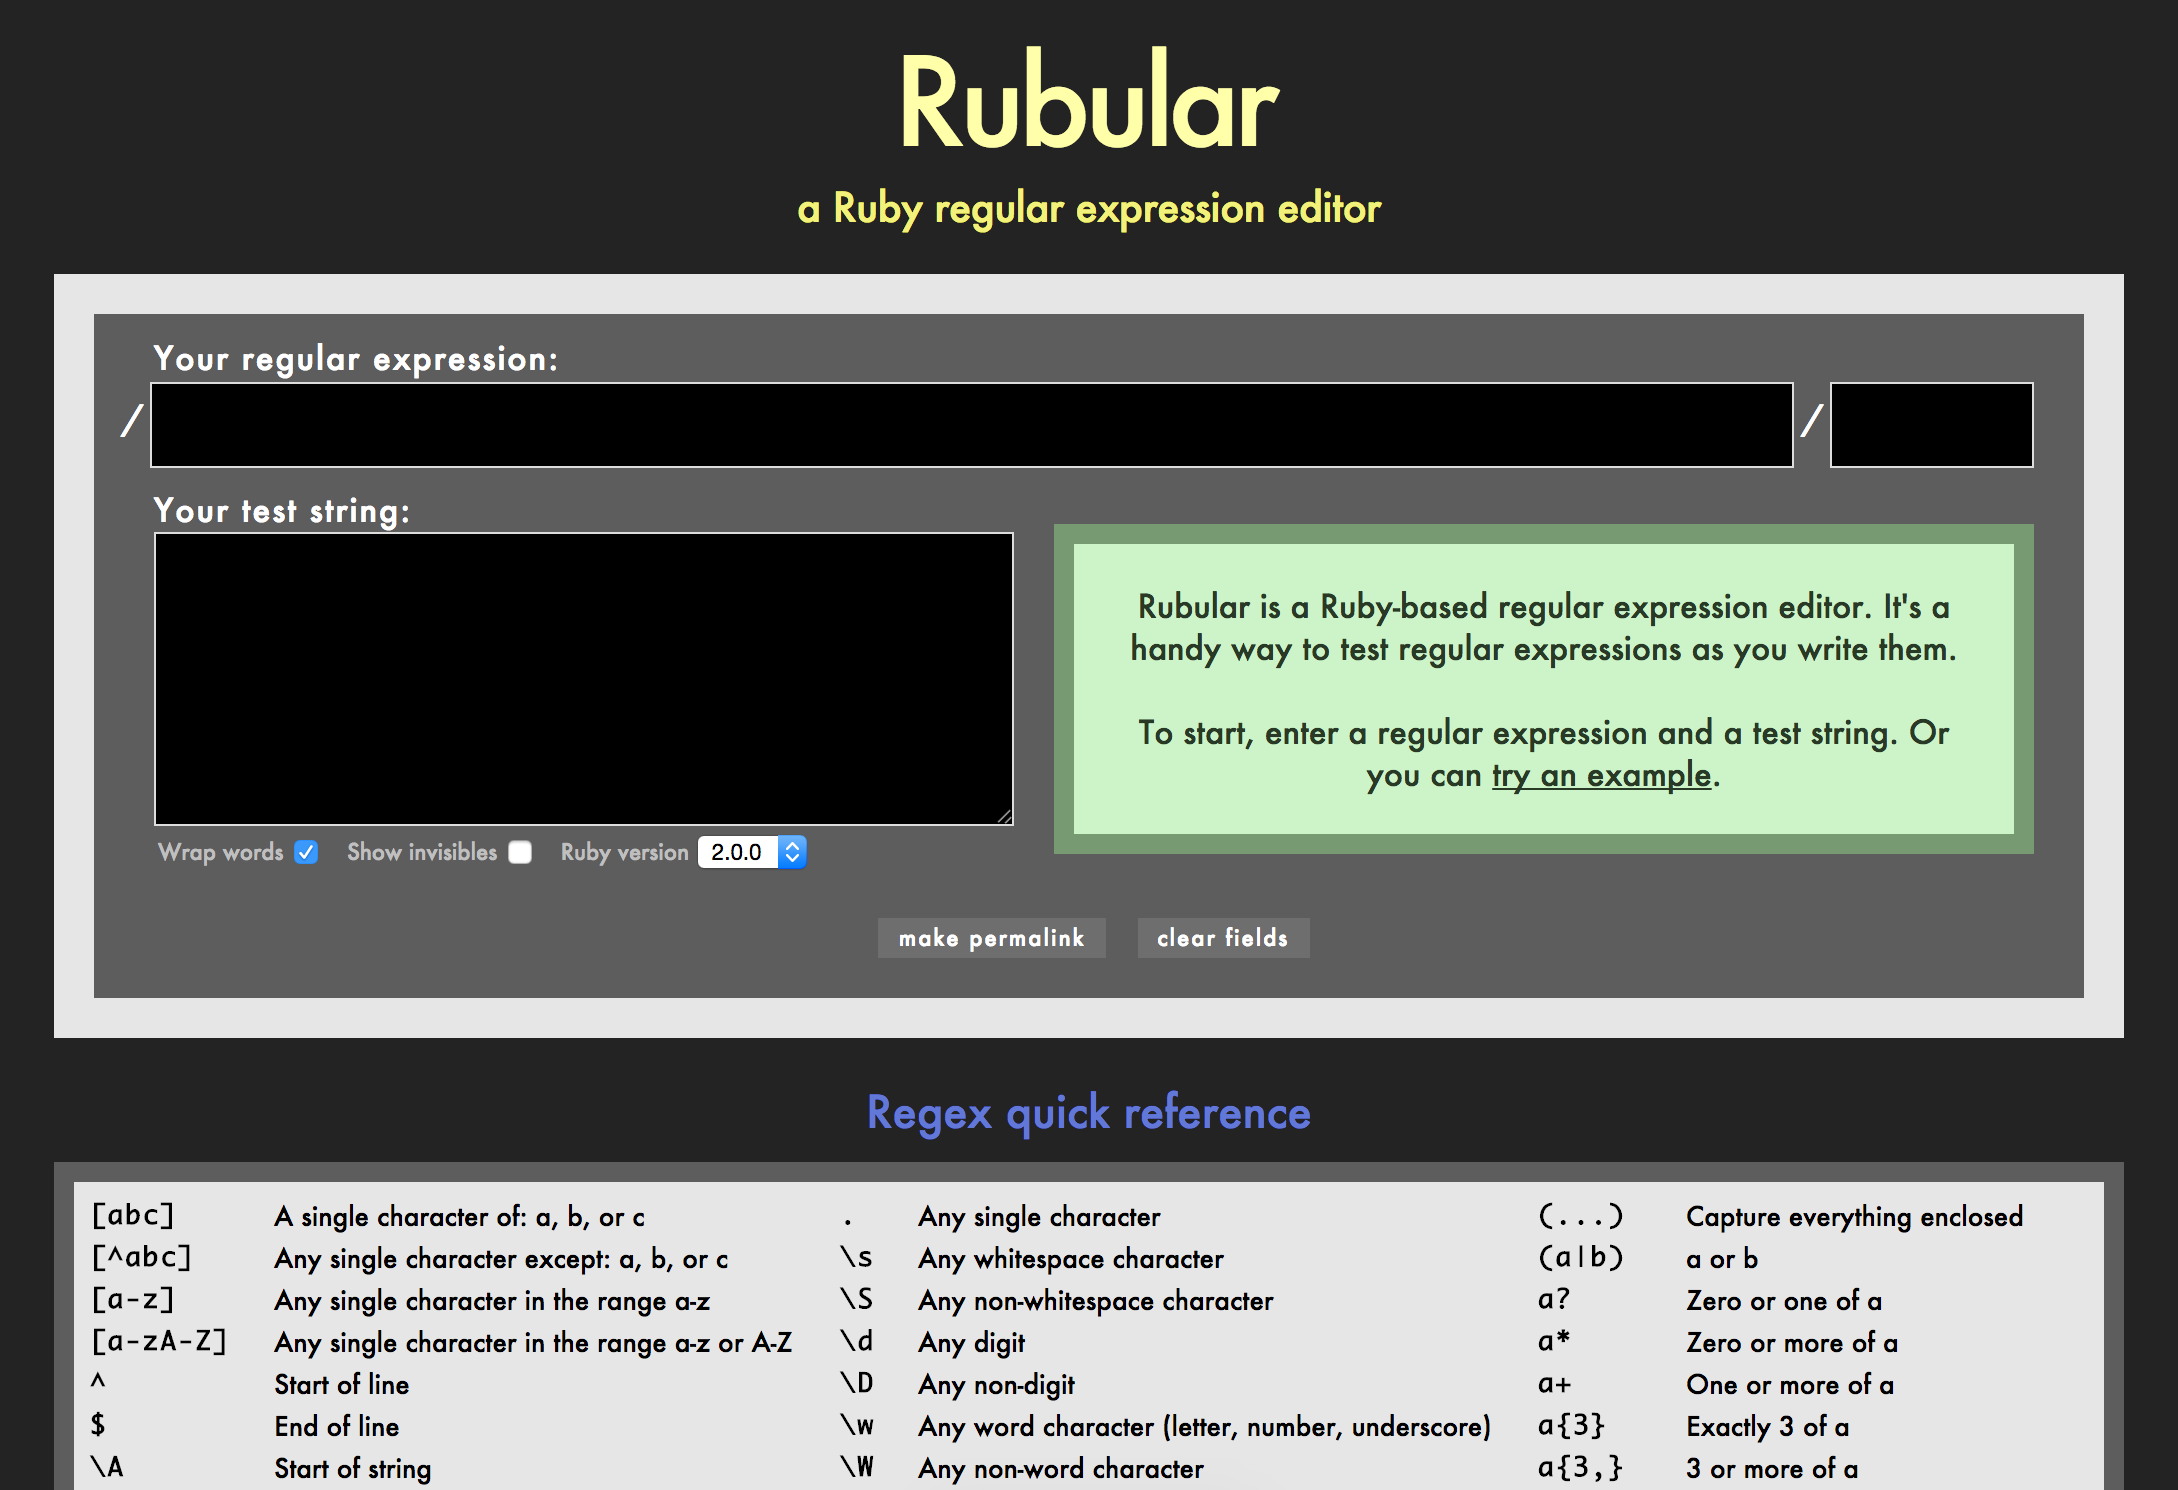 Rubular
a Ruby regular expression editor
Your regular expression:
/ /
Your test string:
Rubular is a Ruby-based regular expression editor. It's a
handy way to test regular expressions as you write them.
To start, enter a regular expression and a test string. Or
you can try an example.
Wrap words Show invisibles Ruby version 2.0.0
make permalink clear fields
Regex quick reference
[abc] A single character of: a, b, or c . Any single character (...) Capture everything enclosed
[^abc] Any single character except: a, b, or c \s Any whitespace character (a|b) a or b
[a-z] Any single character in the range a-z \S Any non-whitespace character a? Zero or one of a
[a-zA-Z] Any single character in the range a-z or A-Z \d Any digit a* Zero or more of a
^ Start of line \D Any non-digit a+ One or more of a
$ End of line \w Any word character (letter, number, underscore) a{3} Exactly 3 of a
\A Start of string \W Any non-word character a{3,} 3 or more of a